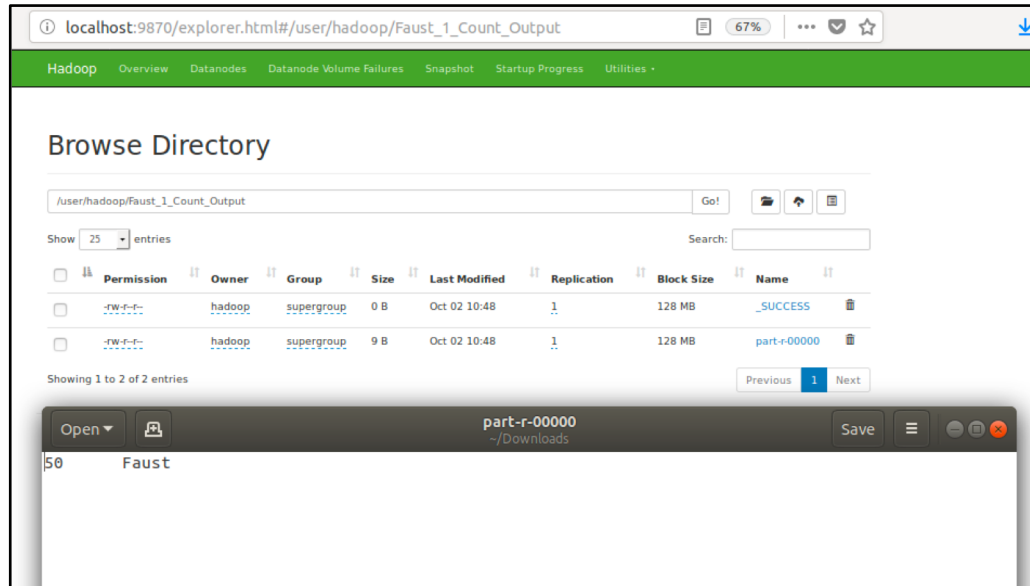 localhost:9870/explorer.html#/user/hadoop/Faust_1_Count_Output 67%
Hadoop Overview Datanodes Datanode Volume Failures Snapshot Startup Progress Utilities
Browse Directory
/user/hadoop/Faust_1_Count_Output Go!
Show 25 entries Search:
Permission Owner Group Size Last Modified Replication Block Size Name
-rw-r--r-- hadoop supergroup 0 B Oct 02 10:48 1 128 MB _SUCCESS
-rw-r--r-- hadoop supergroup 9 B Oct 02 10:48 1 128 MB part-r-00000
Showing 1 to 2 of 2 entries Previous 1 Next
Open part-r-00000 Save
~/Downloads
50 Faust